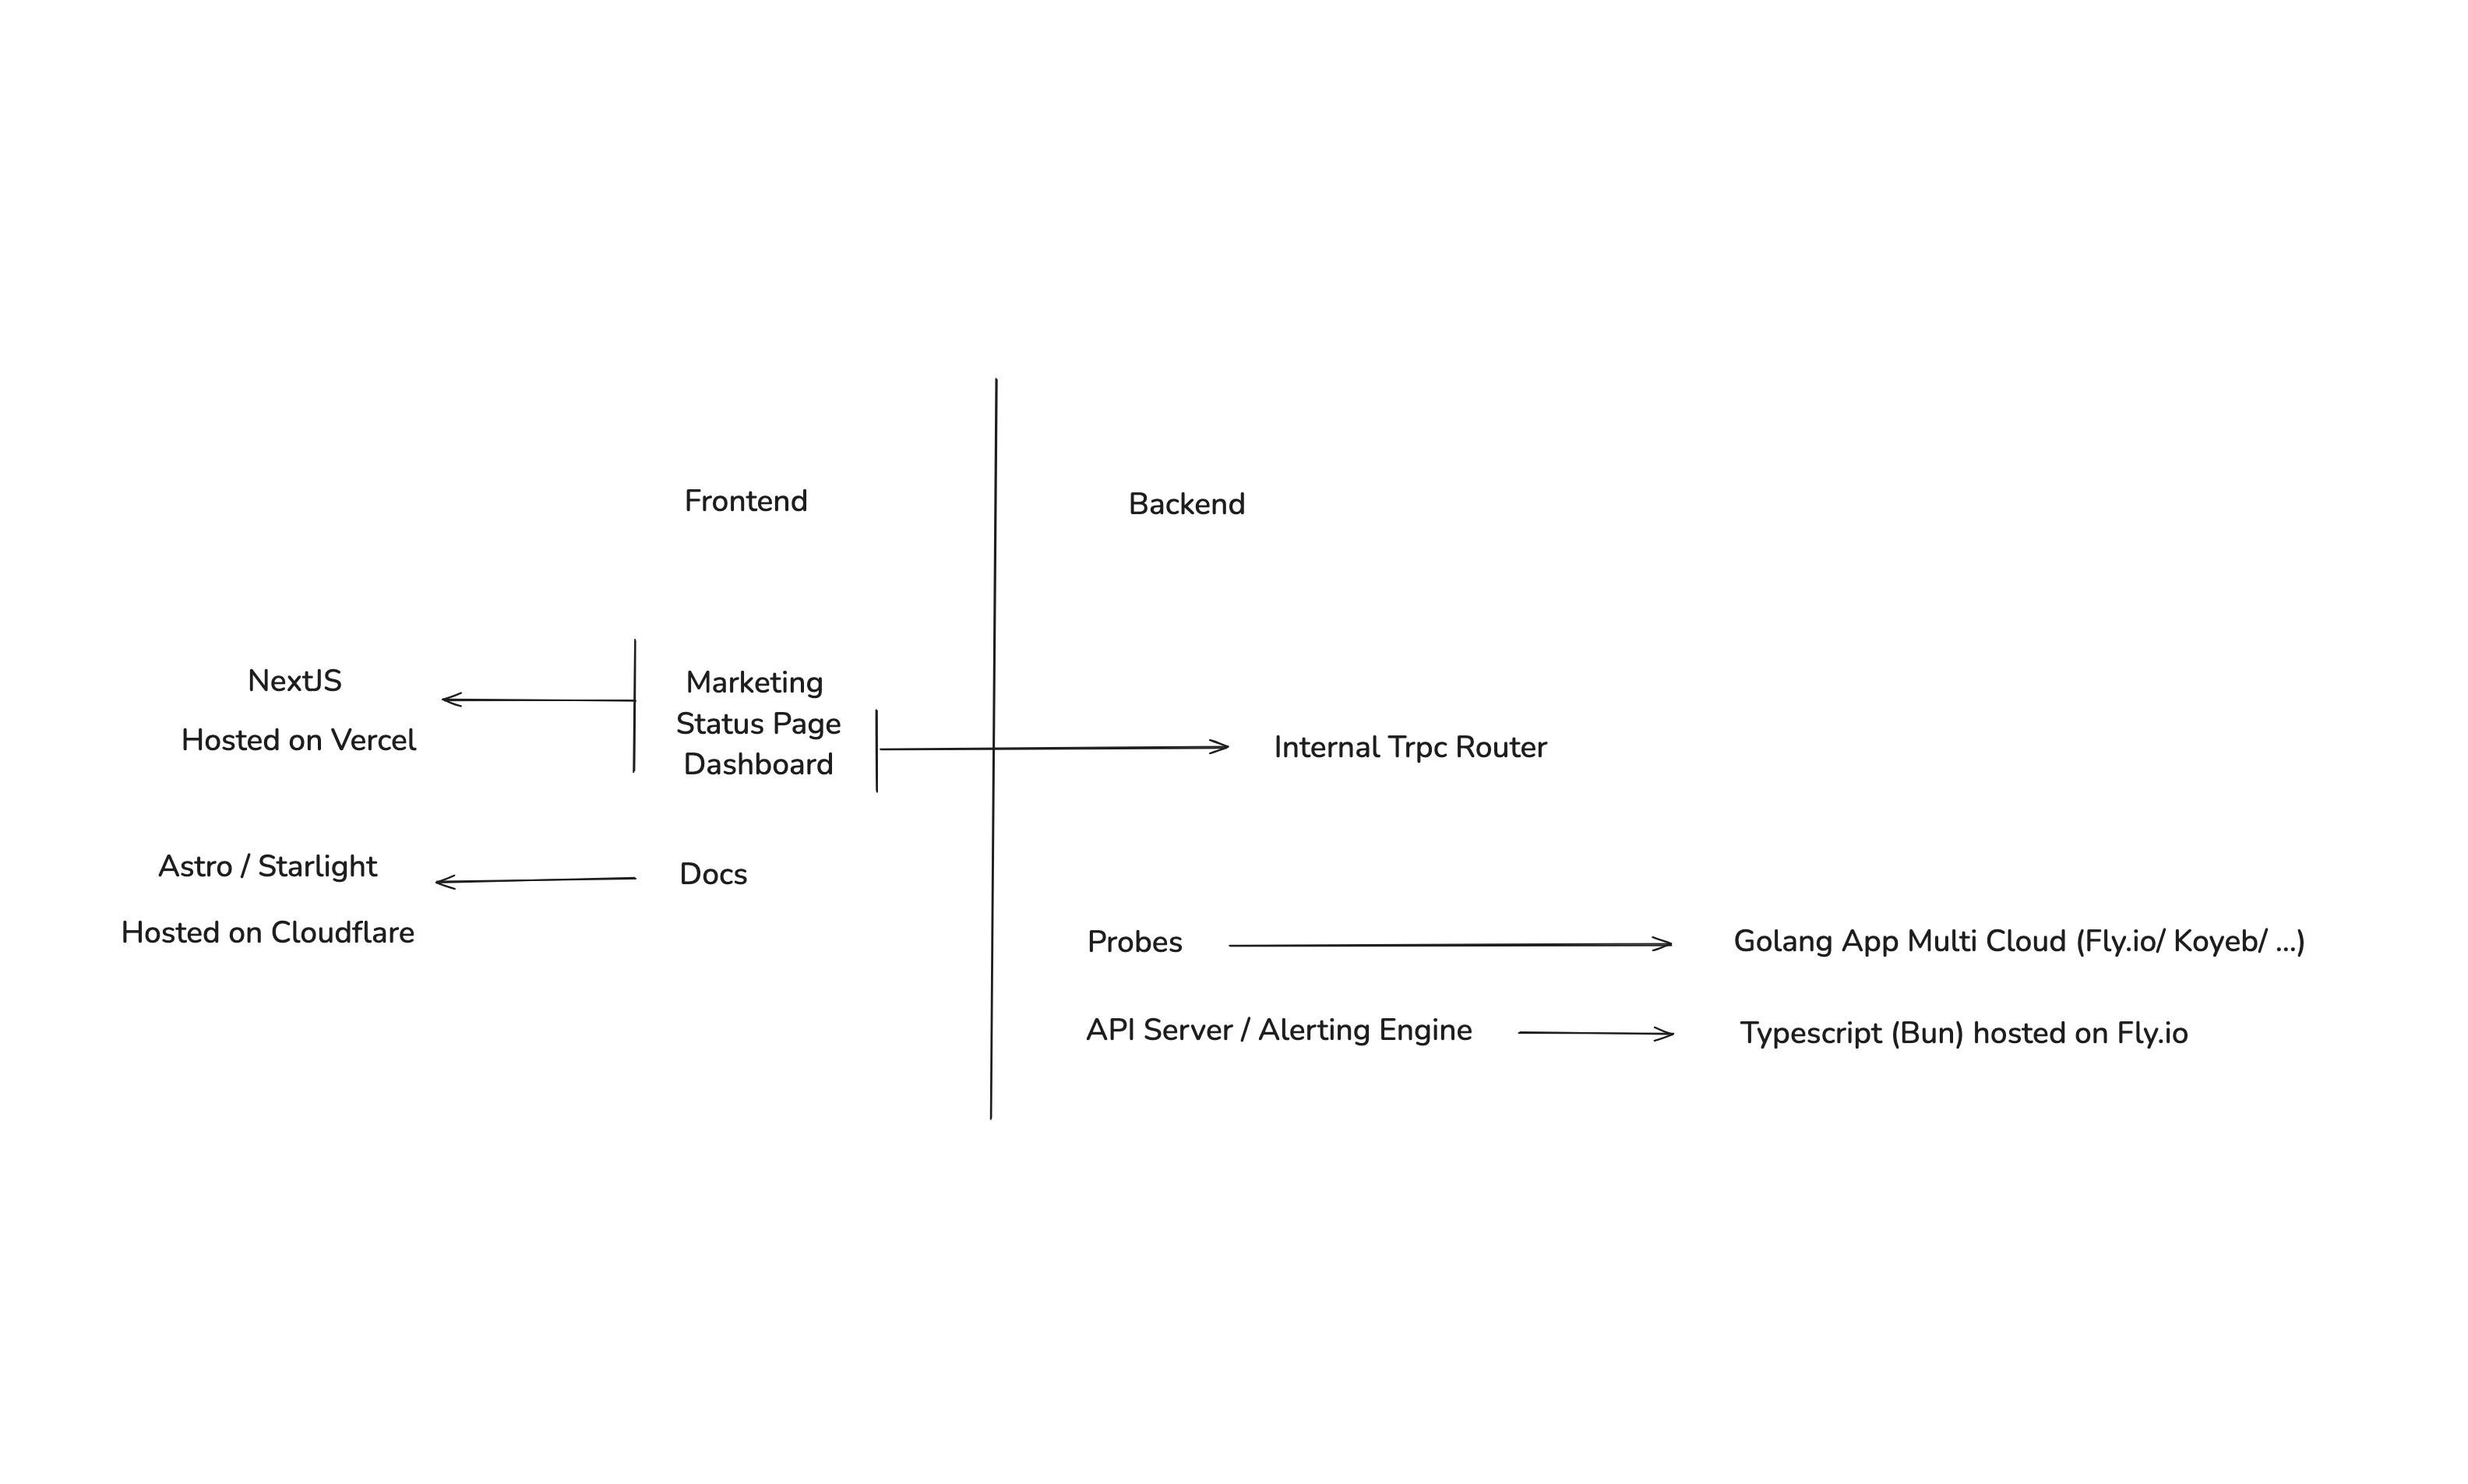 Frontend
Backend
NextJS
Hosted on Vercel
Marketing
Status Page
Dashboard
Internal Trpc Router
Astro / Starlight
Hosted on Cloudflare
Docs
Probes
Golang App Multi Cloud (Fly.io/ Koyeb/ ...)
API Server / Alerting Engine
Typescript (Bun) hosted on Fly.io